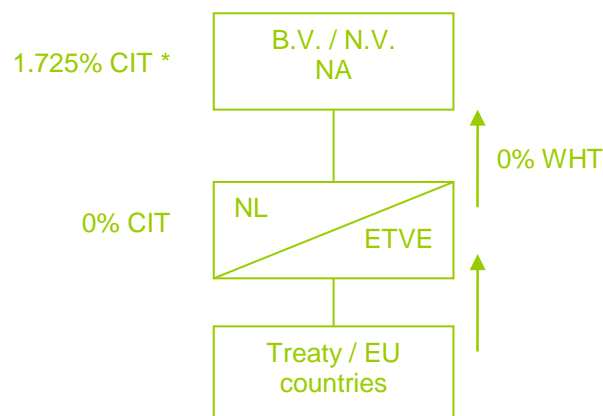 B.V. / N.V.
NA
1.725% CIT *
0% WHT
NL
0% CIT
ETVE
Treaty / EU
countries